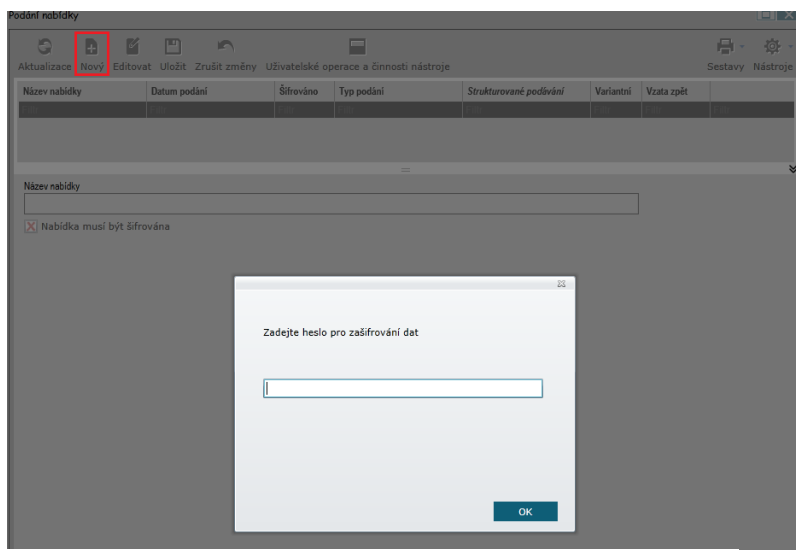 Podání nabídky
Aktualizace Nový Editovat Uložit Zrušit změny Uživatelské operace a činnosti nástroje Sestavy Nástroje
Název nabídky Datum podání Šifrováno Typ podání Strukturované podávání Variantní Vzata zpět
Název nabídky
Nabídka musí být šifrována
Zadejte heslo pro zašifrování dat
OK